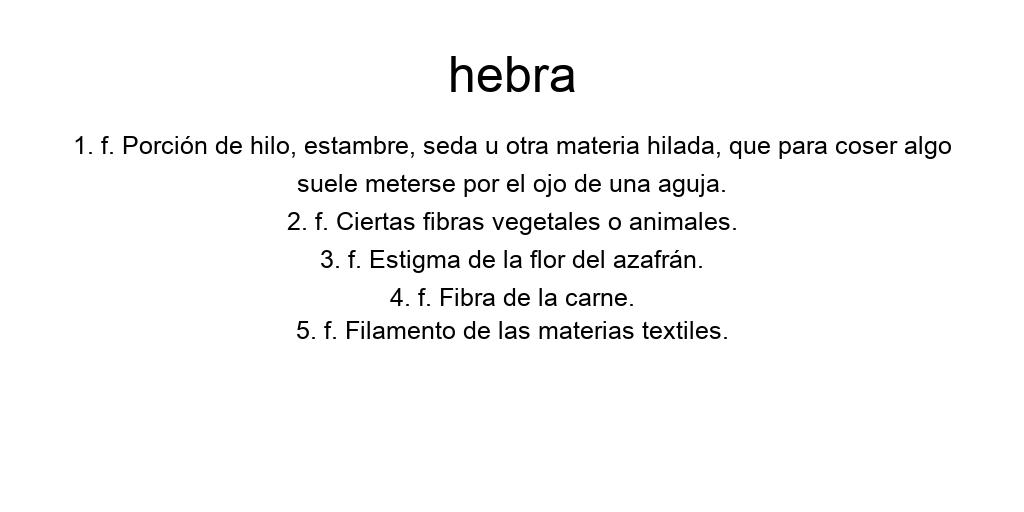 hebra
1. f. Porción de hilo, estambre, seda u otra materia hilada, que para coser algo
suele meterse por el ojo de una aguja.
2. f. Ciertas fibras vegetales o animales.
3. f. Estigma de la flor del azafrán.
4. f. Fibra de la carne.
5. f. Filamento de las materias textiles.